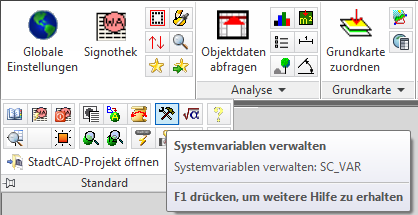 Globale
Einstellungen
Signothek
Objektdaten
abfragen
Grundkarte
zuordnen
Analyse
Grundkarte
StadtCAD-Projekt öffnen
Standard
Systemvariablen verwalten
Systemvariablen verwalten: SC_VAR
F1 drücken, um weitere Hilfe zu erhalten